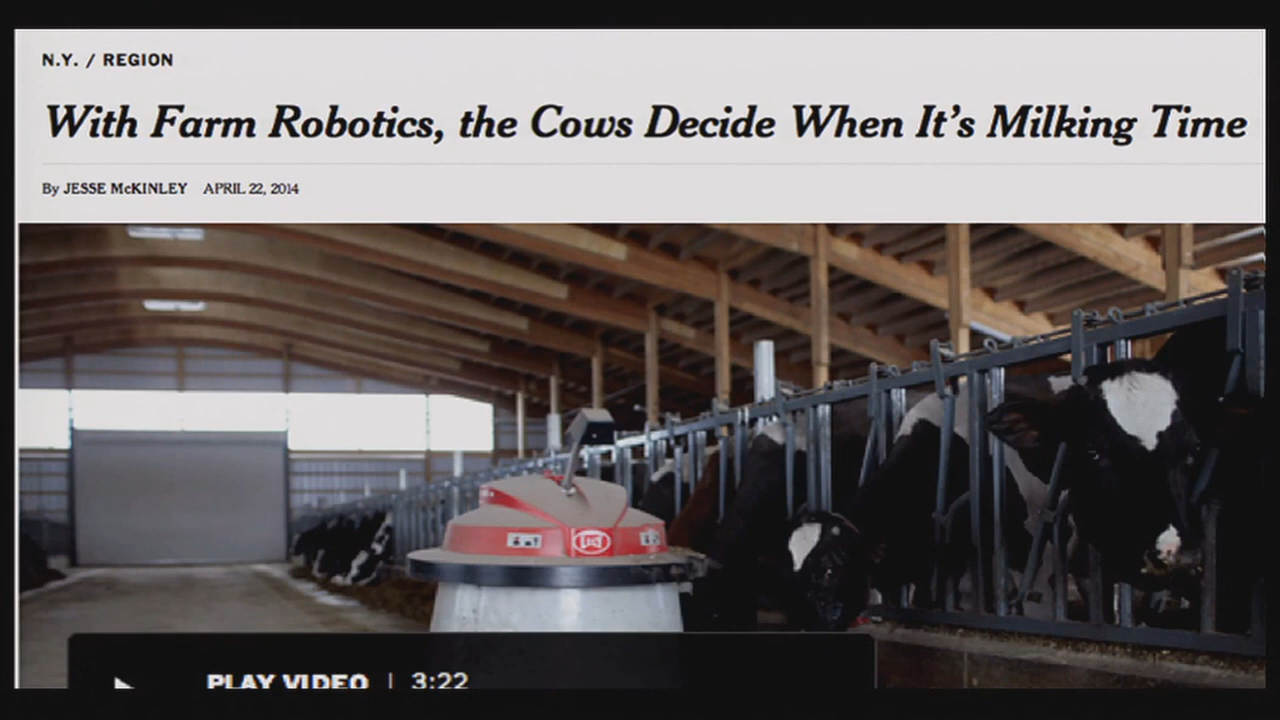 N.Y. / REGION
With Farm Robotics, the Cows Decide When It's Milking Time
By JESSE McKINLEY APRIL 22, 2014
PLAY VIDEO | 3:22